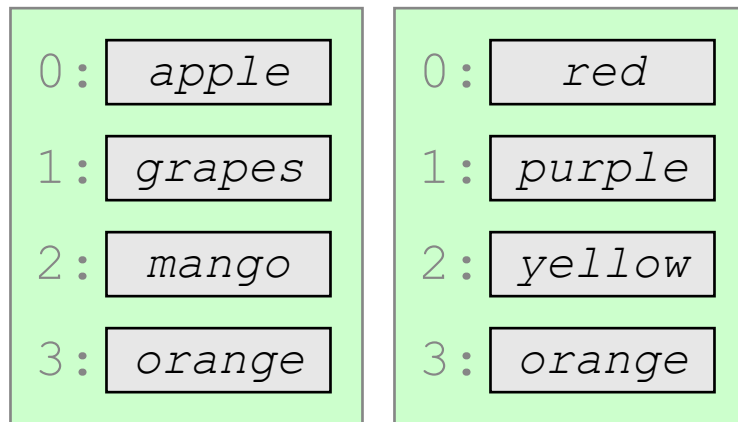 0: apple
1: grapes
2: mango
3: orange
0: red
1: purple
2: yellow
3: orange